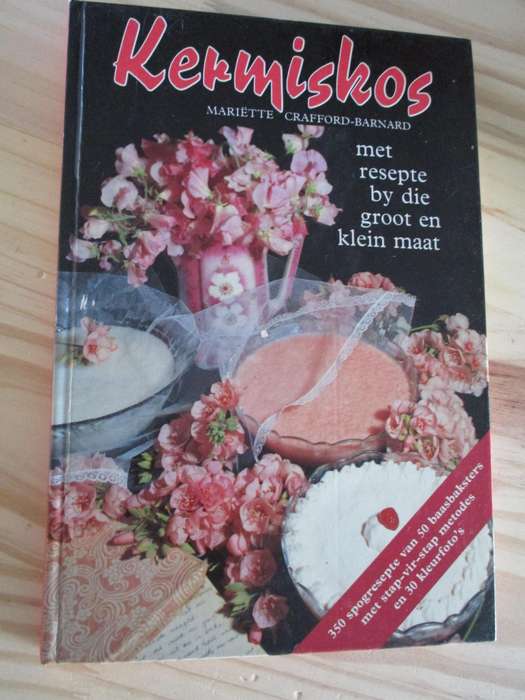 Kermiskos
MARIËTTE CRAFFORD-BARNARD
met
resepte
by die
groot en
klein maat
350 spogresepte van 50 baasbaksters
met stap-vir-stap metodes
en 30 kleurfoto's